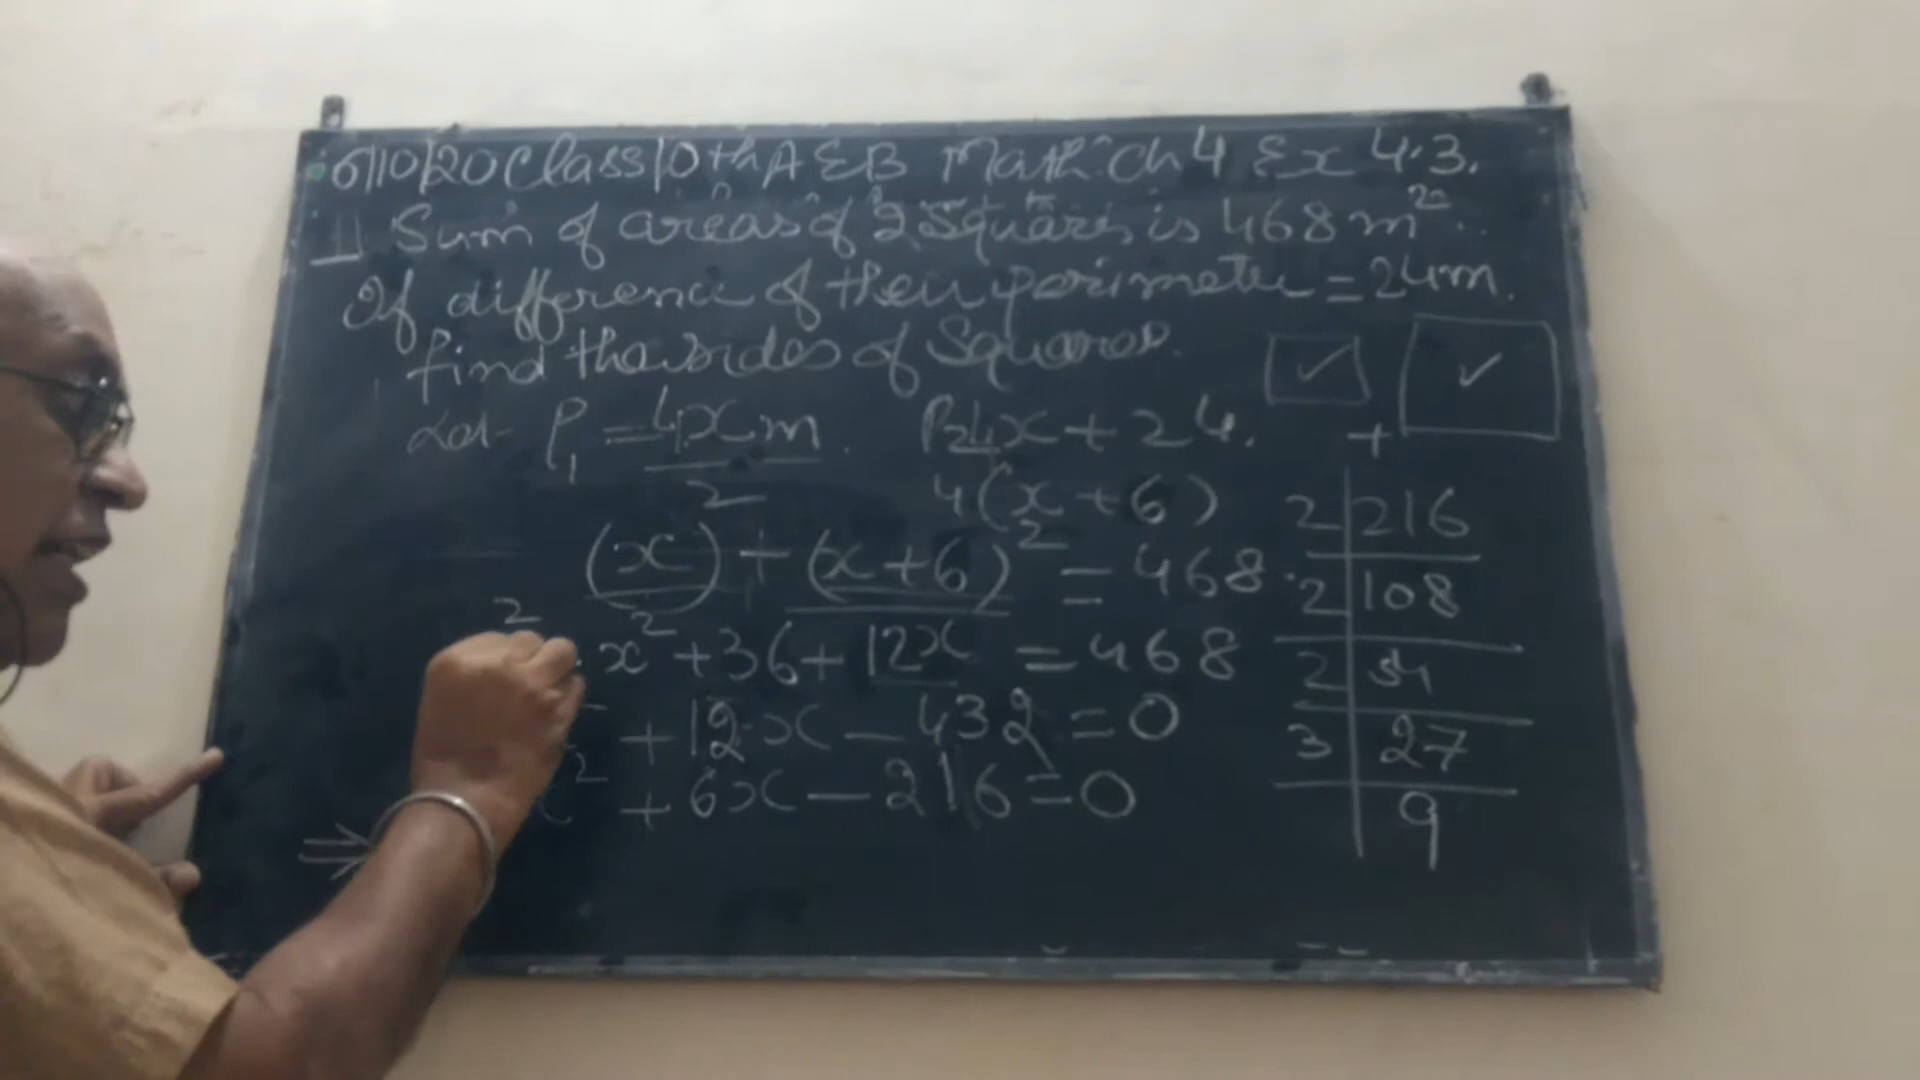 6/10/20 Class 10th A & B Math. Ch 4 Ex 4.3.
11 Sum of areas of 2 squares is 468 m²
If difference of their perimeter = 24m.
find the sides of squares.
Let P₁ = 4x m. P₂ 4x + 24.
4(x + 6)
(x)² + (x + 6)² = 468.
x² + 36 + 12x = 468
+ 12x - 432 = 0
x² + 6x - 216 = 0
⇒
+
2 | 216
2 | 108
2 | 54
3 | 27
9